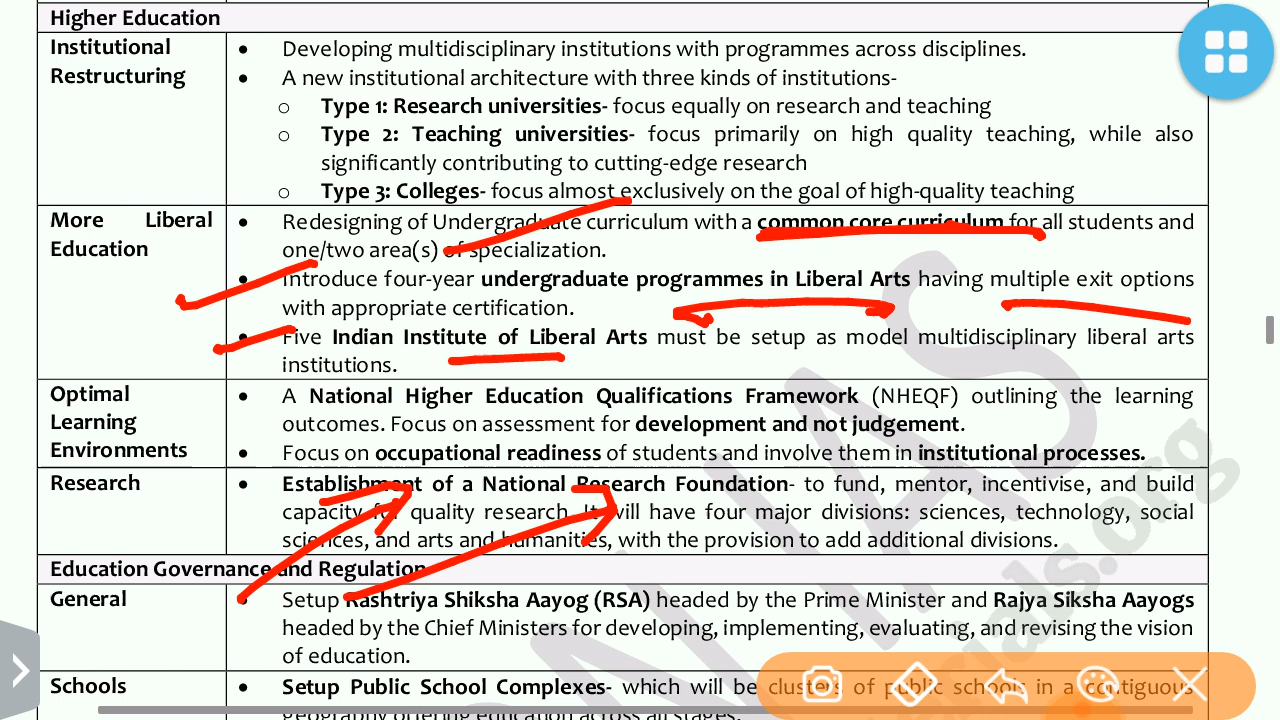 Higher Education
Institutional Restructuring
• Developing multidisciplinary institutions with programmes across disciplines.
• A new institutional architecture with three kinds of institutions-
o Type 1: Research universities- focus equally on research and teaching
o Type 2: Teaching universities- focus primarily on high quality teaching, while also
significantly contributing to cutting-edge research
o Type 3: Colleges- focus almost exclusively on the goal of high-quality teaching
More Liberal Education
• Redesigning of Undergraduate curriculum with a common core curriculum for all students and
one/two area(s) of specialization.
• Introduce four-year undergraduate programmes in Liberal Arts having multiple exit options
with appropriate certification.
• Five Indian Institute of Liberal Arts must be setup as model multidisciplinary liberal arts
institutions.
Optimal Learning Environments
• A National Higher Education Qualifications Framework (NHEQF) outlining the learning
outcomes. Focus on assessment for development and not judgement.
• Focus on occupational readiness of students and involve them in institutional processes.
Research
Establishment of a National Research Foundation- to fund, mentor, incentivise, and build
capacity for quality research. It will have four major divisions: sciences, technology, social
sciences, and arts and humanities, with the provision to add additional divisions.
Education Governance and Regulation
General
• Setup Rashtriya Shiksha Aayog (RSA) headed by the Prime Minister and Rajya Siksha Aayogs
headed by the Chief Ministers for developing, implementing, evaluating, and revising the vision
of education.
Schools
• Setup Public School Complexes- which will be clusters of public schools in a contiguous
geography offering education across all stages.